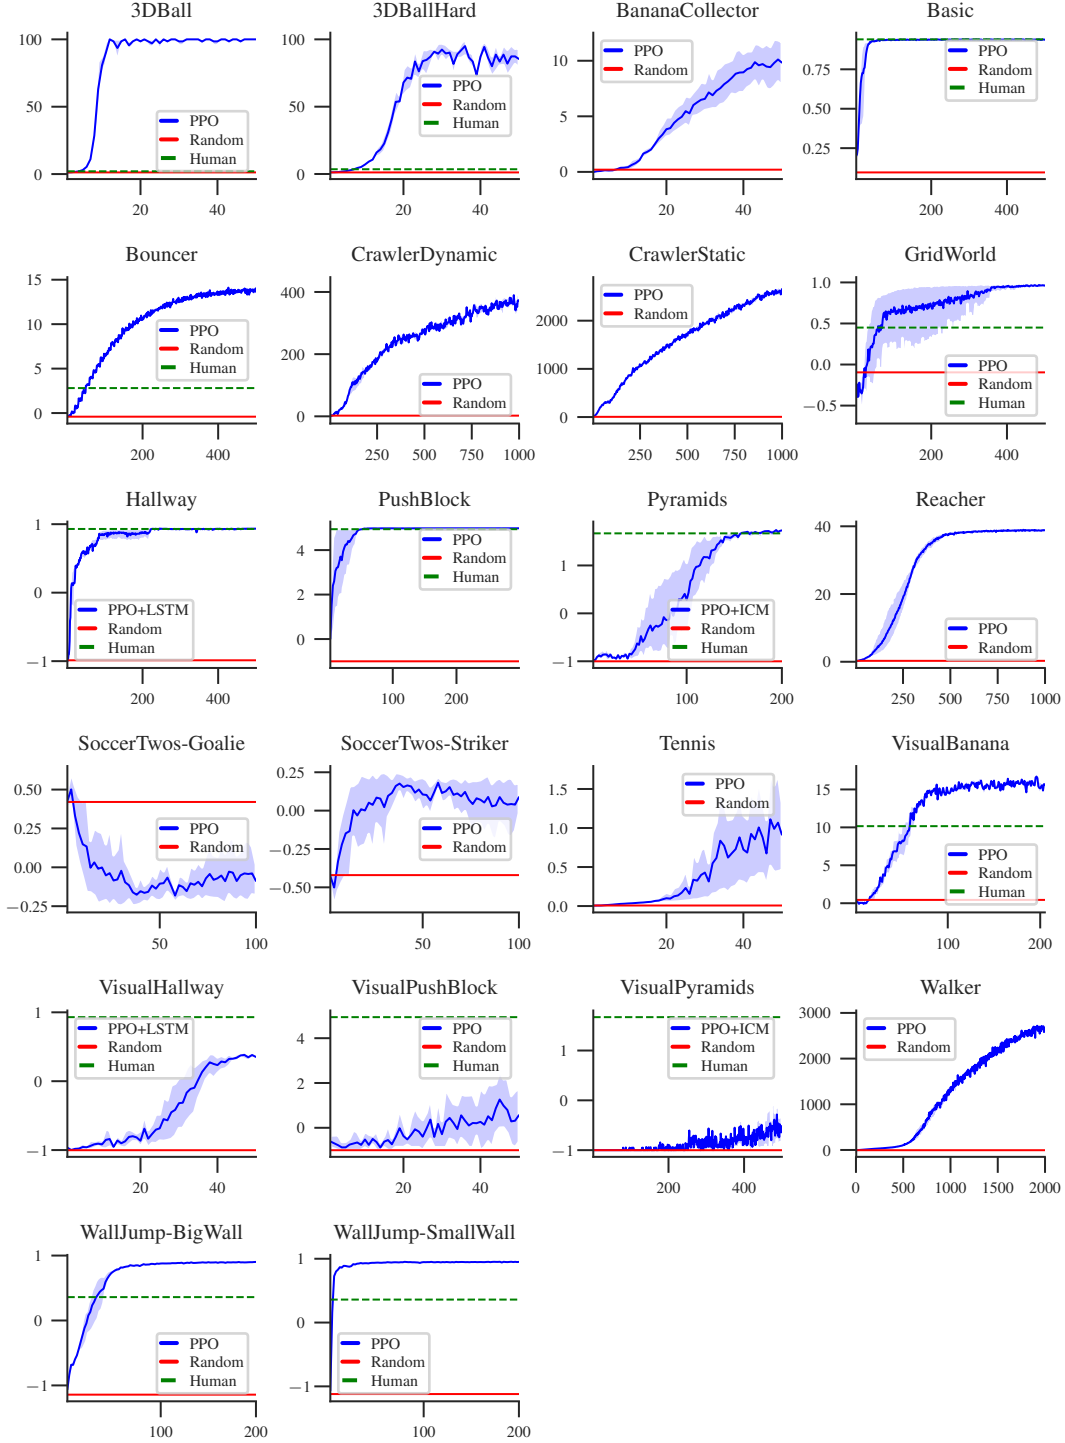 3DBall
100
50
0
20
40
PPO
Random
Human
3DBallHard
100
50
0
20
40
PPO
Random
Human
BananaCollector
10
5
0
20
40
PPO
Random
Basic
0.75
0.50
0.25
200
400
PPO
Random
Human
Bouncer
15
10
5
0
200
400
PPO
Random
Human
CrawlerDynamic
400
200
0
250
500
750
1000
PPO
Random
CrawlerStatic
2000
1000
0
250
500
750
1000
PPO
Random
GridWorld
1.0
0.5
0.0
−0.5
200
400
PPO
Random
Human
Hallway
1
0
−1
200
400
PPO+LSTM
Random
Human
PushBlock
4
2
0
100
200
PPO
Random
Human
Pyramids
1
0
−1
100
200
PPO+ICM
Random
Human
Reacher
40
20
0
250
500
750
1000
PPO
Random
SoccerTwos-Goalie
0.50
0.25
0.00
−0.25
50
100
PPO
Random
SoccerTwos-Striker
0.25
0.00
−0.25
−0.50
50
100
PPO
Random
Tennis
1.5
1.0
0.5
0.0
20
40
PPO
Random
VisualBanana
15
10
5
0
100
200
PPO
Random
Human
VisualHallway
1
0
−1
20
40
PPO+LSTM
Random
Human
VisualPushBlock
4
2
0
20
40
PPO
Random
Human
VisualPyramids
1
0
−1
200
400
PPO+ICM
Random
Human
Walker
3000
2000
1000
0
0
500
1000
1500
2000
PPO
Random
WallJump-BigWall
1
0
−1
100
200
PPO
Random
Human
WallJump-SmallWall
1
0
−1
100
200
PPO
Random
Human